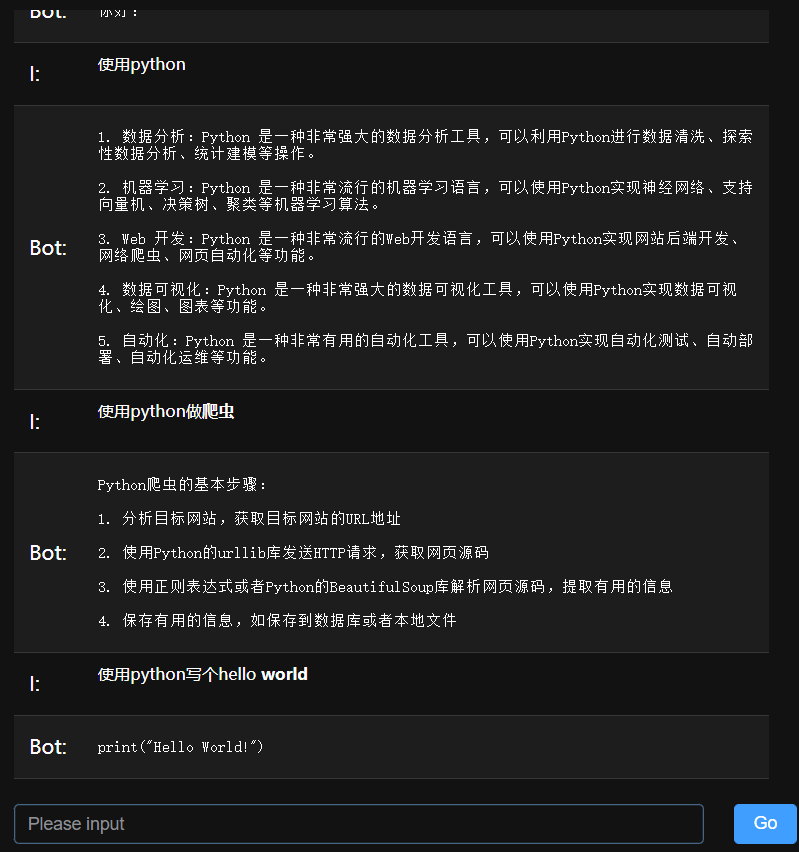 Bot:
你好！
I:
使用python
Bot:
1. 数据分析：Python 是一种非常强大的数据分析工具，可以利用Python进行数据清洗、探索
性数据分析、统计建模等操作。
2. 机器学习：Python 是一种非常流行的机器学习语言，可以使用Python实现神经网络、支持
向量机、决策树、聚类等机器学习算法。
3. Web 开发：Python 是一种非常流行的Web开发语言，可以使用Python实现网站后端开发、
网络爬虫、网页自动化等功能。
4. 数据可视化：Python 是一种非常强大的数据可视化工具，可以使用Python实现数据可视
化、绘图、图表等功能。
5. 自动化：Python 是一种非常有用的自动化工具，可以使用Python实现自动化测试、自动部
署、自动化运维等功能。
I:
使用python做爬虫
Bot:
Python爬虫的基本步骤：
1. 分析目标网站，获取目标网站的URL地址
2. 使用Python的urllib库发送HTTP请求，获取网页源码
3. 使用正则表达式或者Python的BeautifulSoup库解析网页源码，提取有用的信息
4. 保存有用的信息，如保存到数据库或者本地文件
I:
使用python写个hello world
Bot:
print("Hello World!")
Please input
Go